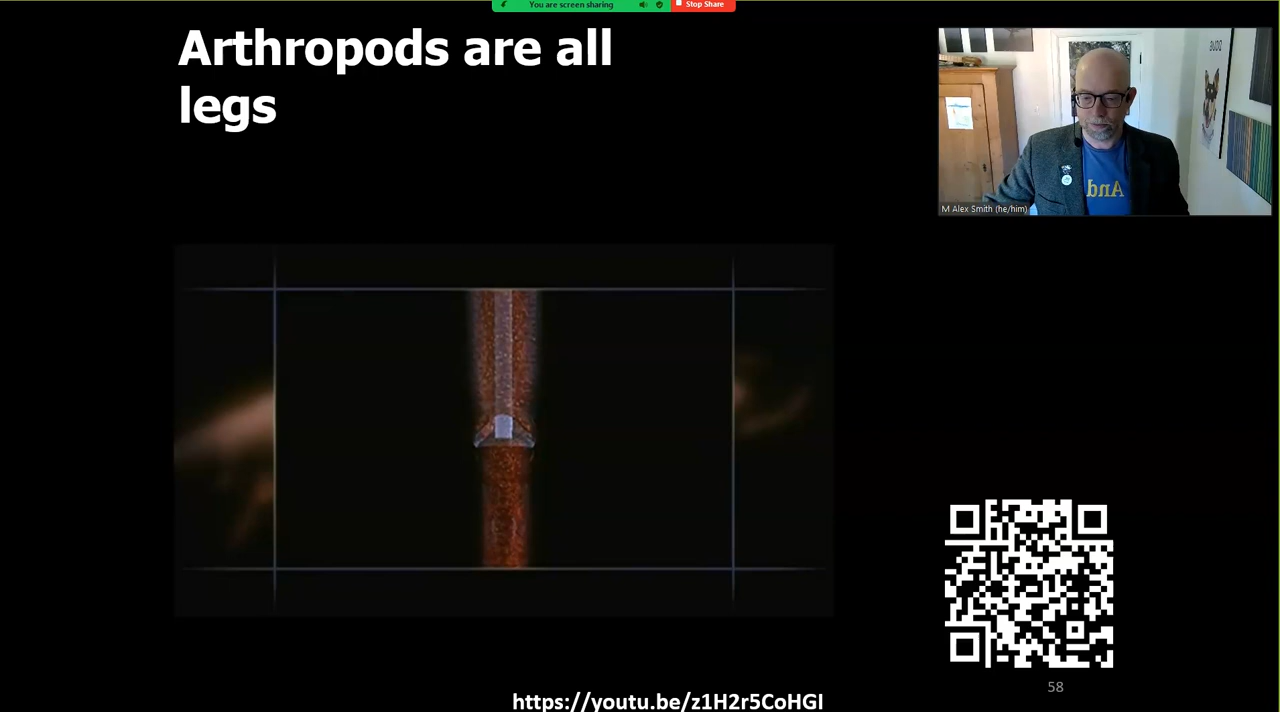 You are screen sharing
Stop Share
Arthropods are all
legs
And
M Alex Smith (he/him)
58
https://youtu.be/z1H2r5CoHGI